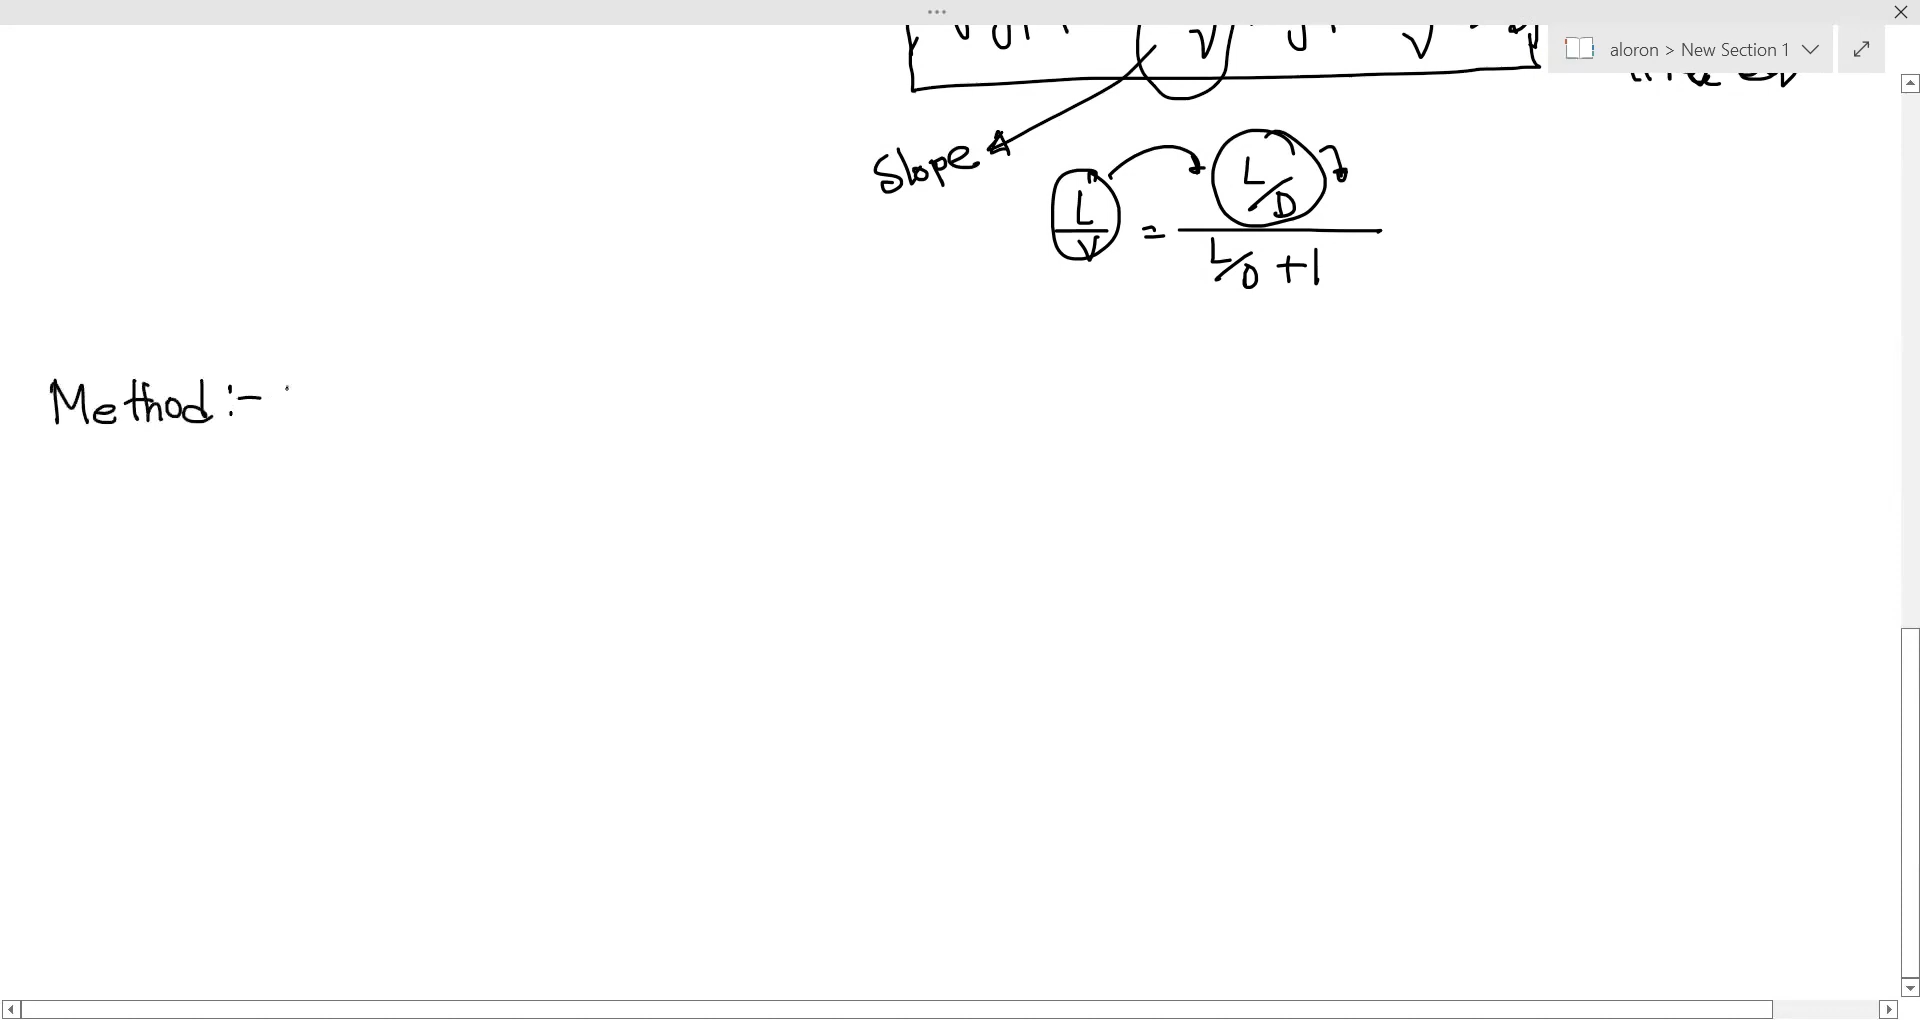 aloron > New Section 1
Slope
L/V = (L/D) / (L/D + 1)
Method :-